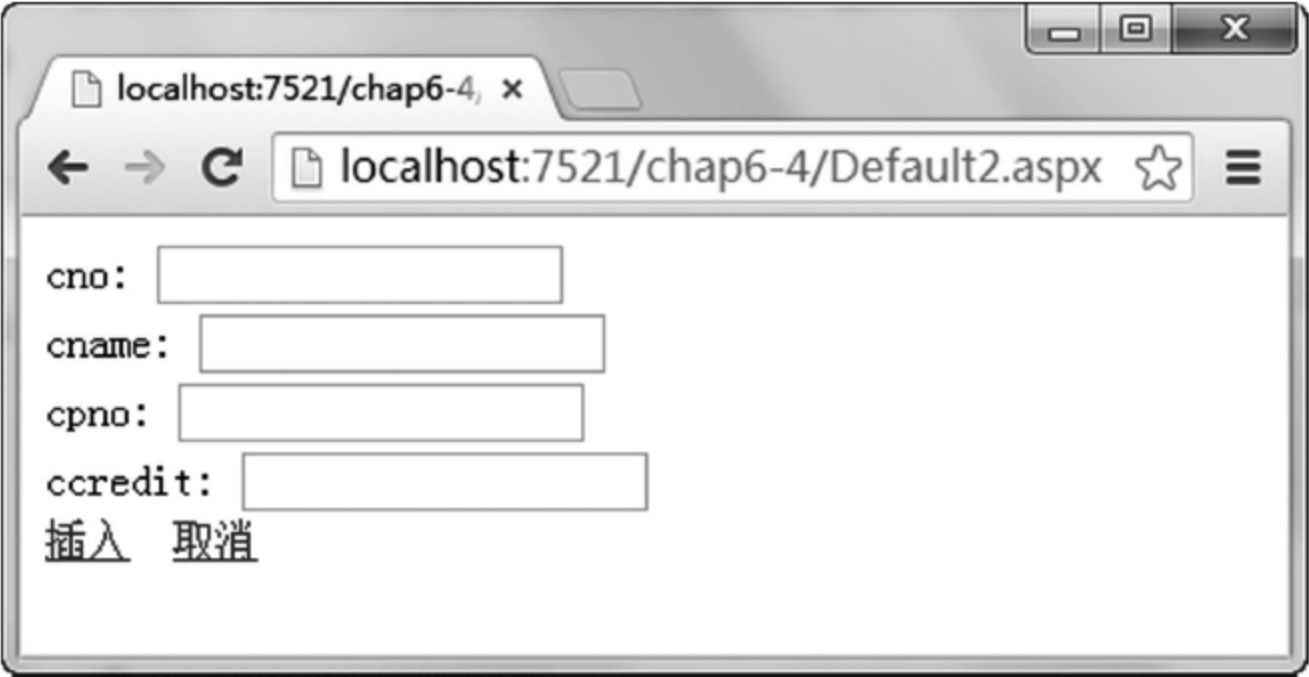 localhost:7521/chap6-4/
localhost:7521/chap6-4/Default2.aspx
cno:
cname:
cpno:
ccredit:
插入 取消